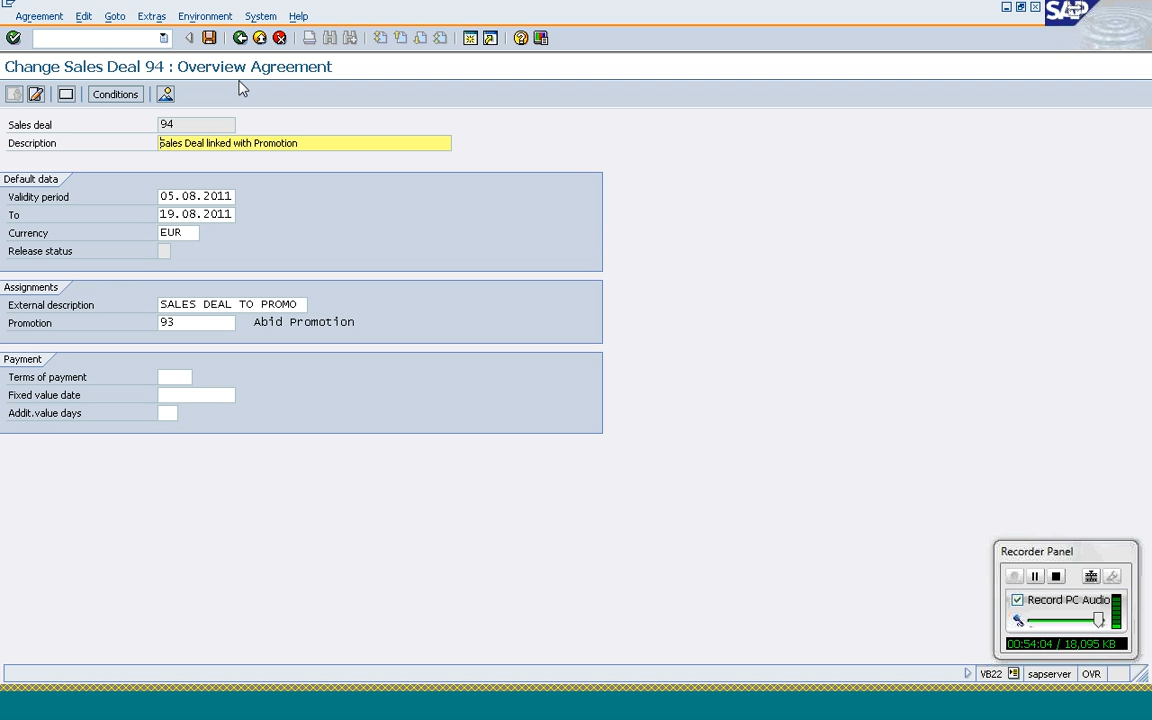 Agreement Edit Goto Extras Environment System Help
SAP
Change Sales Deal 94 : Overview Agreement
Conditions
Sales deal 94
Description Sales Deal linked with Promotion
Default data
Validity period 05.08.2011
To 19.08.2011
Currency EUR
Release status
Assignments
External description SALES DEAL TO PROMO
Promotion 93 Abid Promotion
Payment
Terms of payment
Fixed value date
Addit.value days
Recorder Panel
Record PC Audio
00:54:04 / 18,095 KB
VB22 sapserver OVR